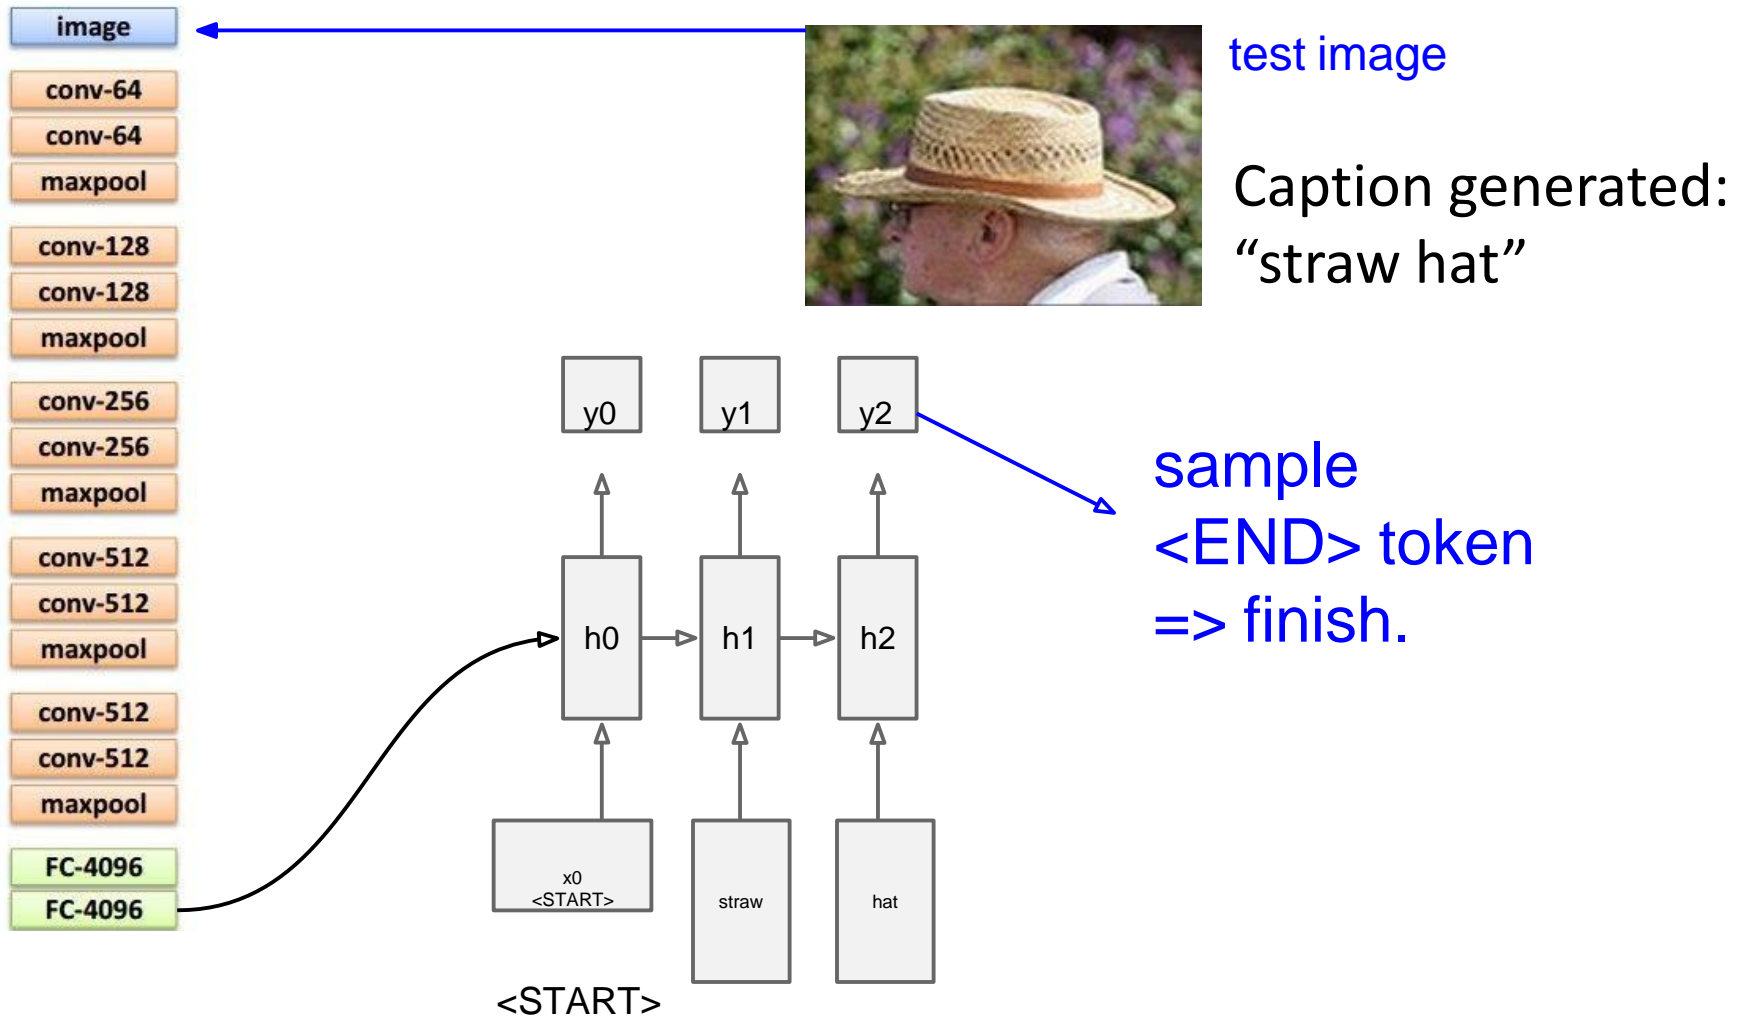 image
conv-64
conv-64
maxpool
conv-128
conv-128
maxpool
conv-256
conv-256
maxpool
conv-512
conv-512
maxpool
conv-512
conv-512
maxpool
FC-4096
FC-4096
test image
Caption generated:
“straw hat”
y0
y1
y2
sample
<END> token
=> finish.
h0
h1
h2
x0
<START>
straw
hat
<START>